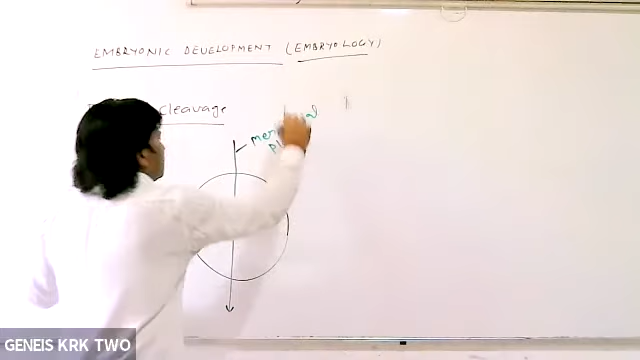 EMBRYONIC DEVELOPMENT (EMBRYOLOGY)
Cleavage
GENEIS KRK TWO